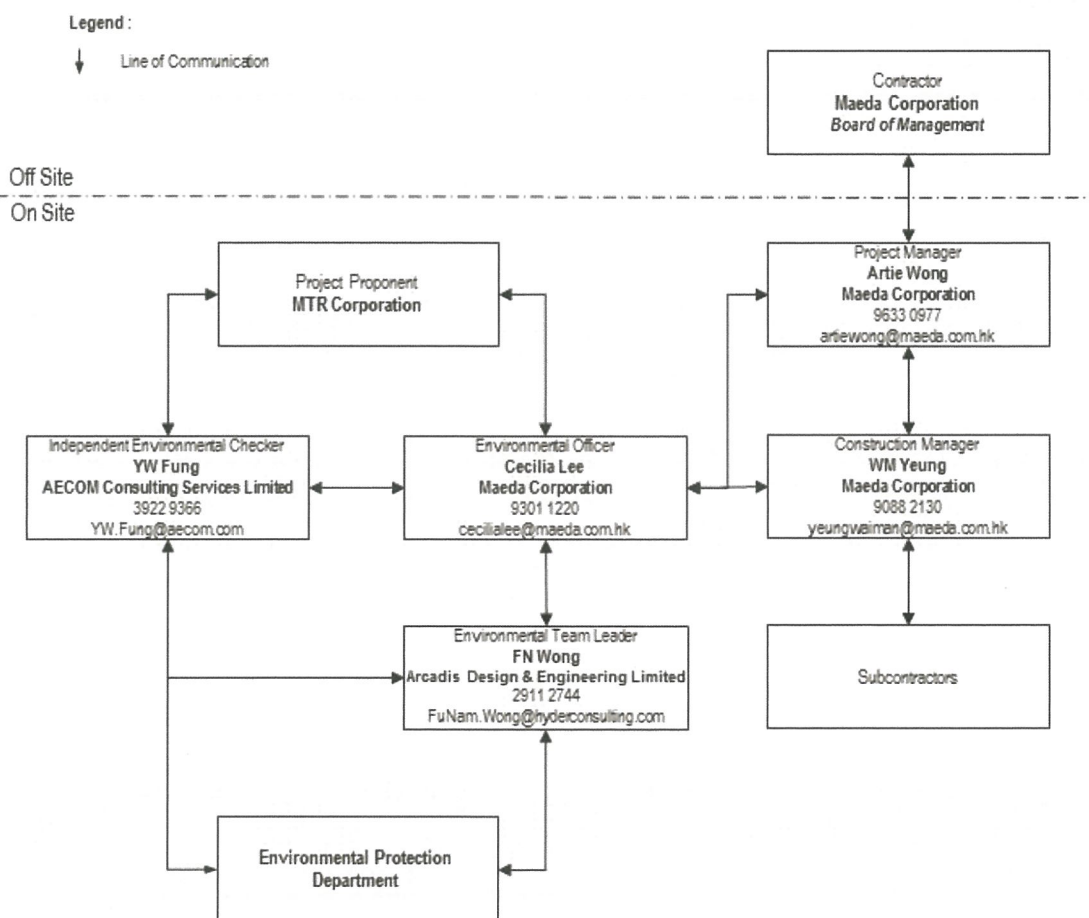 Legend :
Line of Communication
Contractor
Maeda Corporation
Board of Management
Off Site
On Site
Project Proponent
MTR Corporation
Project Manager
Artie Wong
Maeda Corporation
9633 0977
artiewong@maeda.com.hk
Independent Environmental Checker
YW Fung
AECOM Consulting Services Limited
3922 9366
YW.Fung@aecom.com
Environmental Officer
Cecilia Lee
Maeda Corporation
9301 1220
cecilialee@maeda.com.hk
Construction Manager
WM Yeung
Maeda Corporation
9088 2130
yeungwaiman@maeda.com.hk
Environmental Team Leader
FN Wong
Arcadis Design & Engineering Limited
2911 2744
FuNam.Wong@hyderconsulting.com
Subcontractors
Environmental Protection
Department